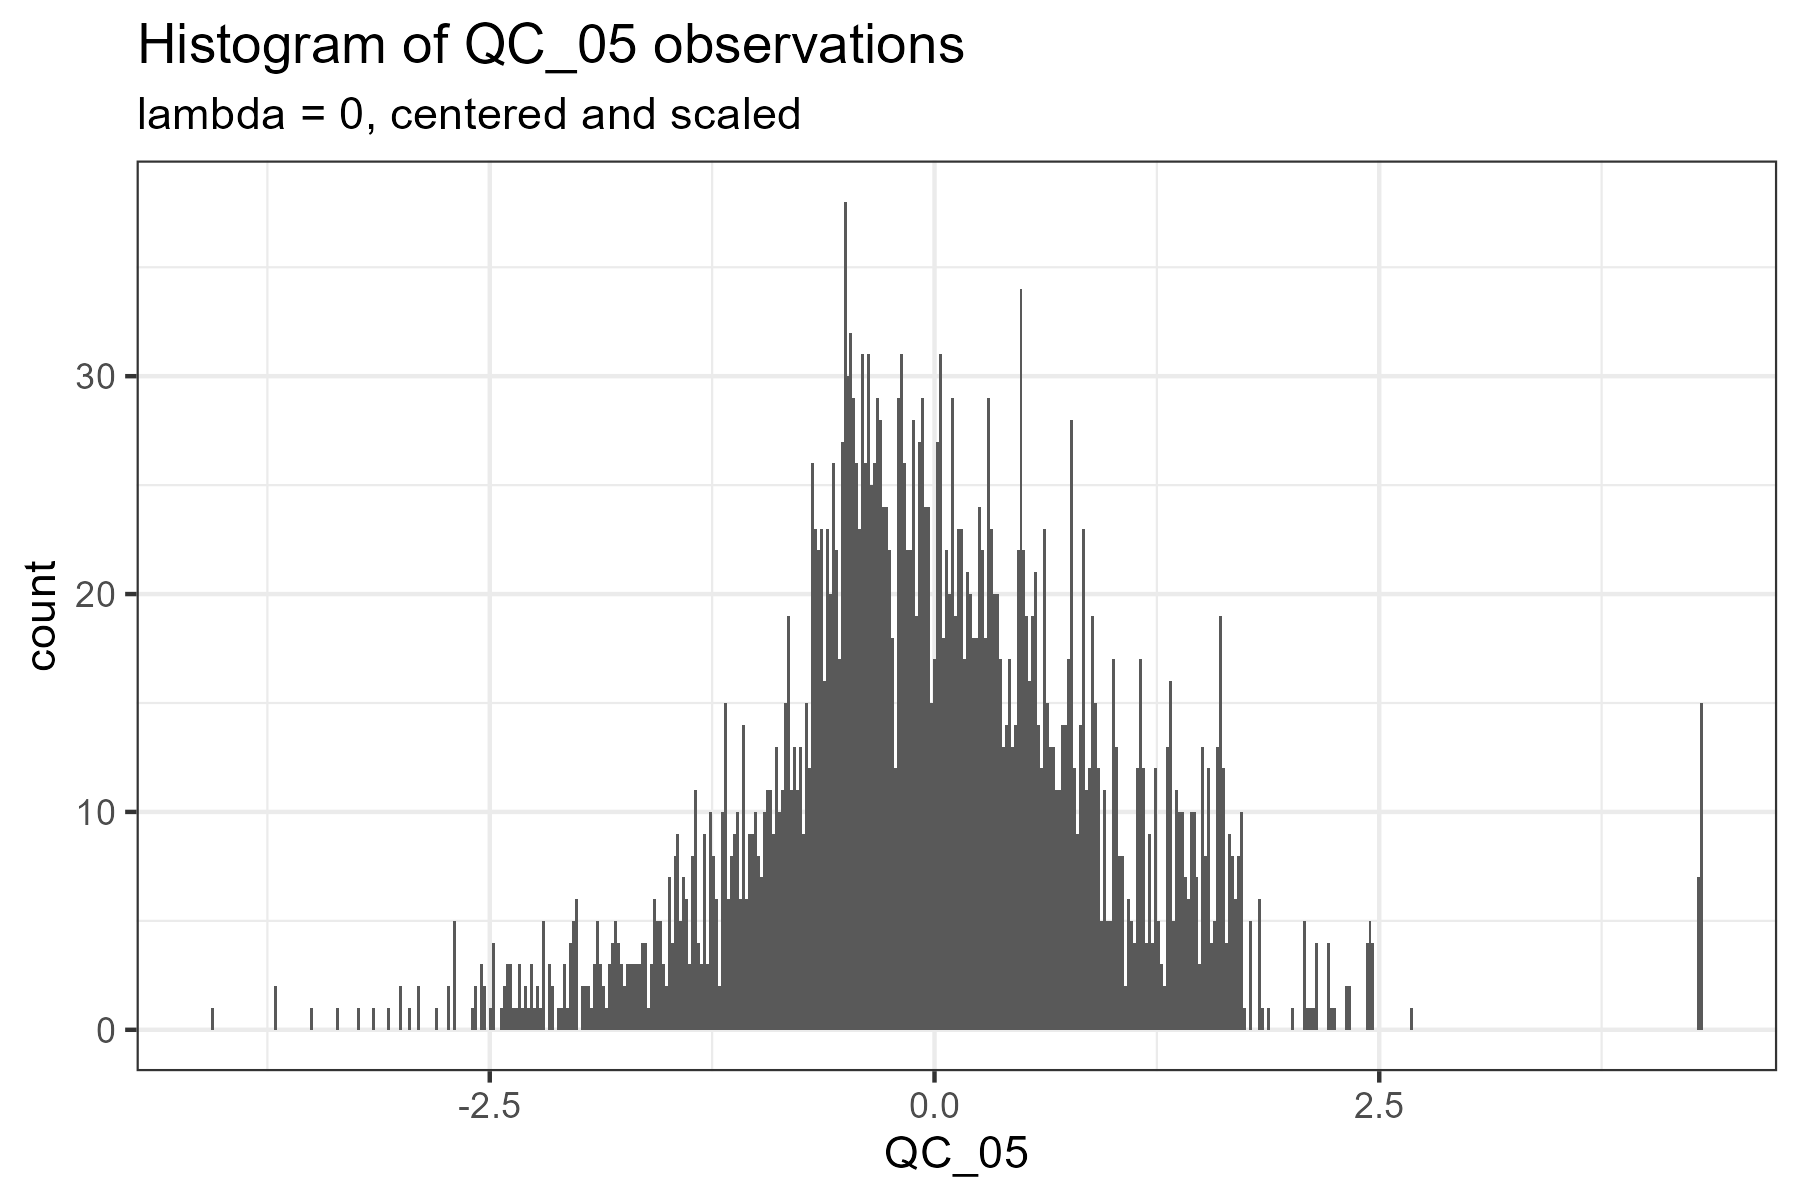 Histogram of QC_05 observations
lambda = 0, centered and scaled
count
30
20
10
0
-2.5
0.0
2.5
QC_05